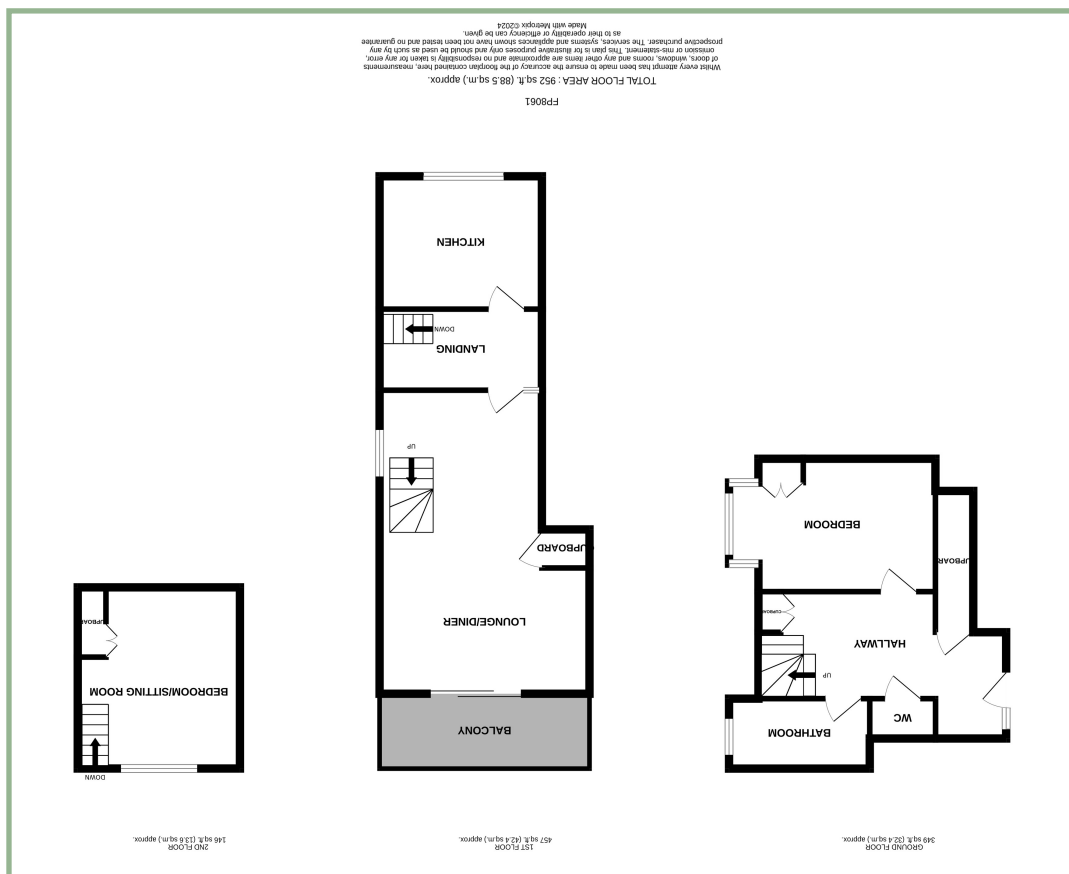 GROUND FLOOR
349 sq.ft. (32.4 sq.m.) approx.
1ST FLOOR
457 sq.ft. (42.4 sq.m.) approx.
2ND FLOOR
146 sq.ft. (13.6 sq.m.) approx.
WC
BATHROOM
UP
HALLWAY
CUPBOARD
CUPBOARD
BEDROOM
BALCONY
LOUNGE/DINER
CUPBOARD
UP
LANDING
DOWN
KITCHEN
DOWN
BEDROOM/SITTING ROOM
CUPBOARD
FP8061
TOTAL FLOOR AREA : 952 sq.ft. (88.5 sq.m.) approx.
Whilst every attempt has been made to ensure the accuracy of the floorplan contained here, measurements
of doors, windows, rooms and any other items are approximate and no responsibility is taken for any error,
omission or mis-statement. This plan is for illustrative purposes only and should be used as such by any
prospective purchaser. The services, systems and appliances shown have not been tested and no guarantee
as to their operability or efficiency can be given.
Made with Metropix ©2024